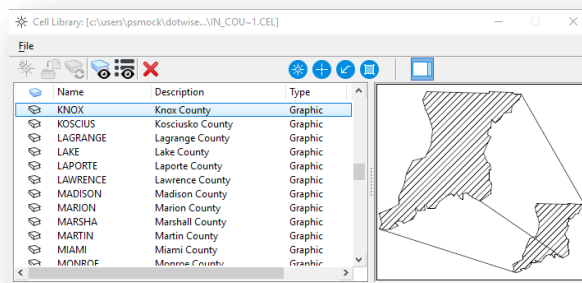 Cell Library: [c:\users\psmock\dotwise...\IN_COU~1.CEL]
File
Name Description Type
KNOX Knox County Graphic
KOSCIUS Kosciusko County Graphic
LAGRANGE Lagrange County Graphic
LAKE Lake County Graphic
LAPORTE Laporte County Graphic
LAWRENCE Lawrence County Graphic
MADISON Madison County Graphic
MARION Marion County Graphic
MARSHA Marshall County Graphic
MARTIN Martin County Graphic
MIAMI Miami County Graphic
MONROE Monroe County Graphic